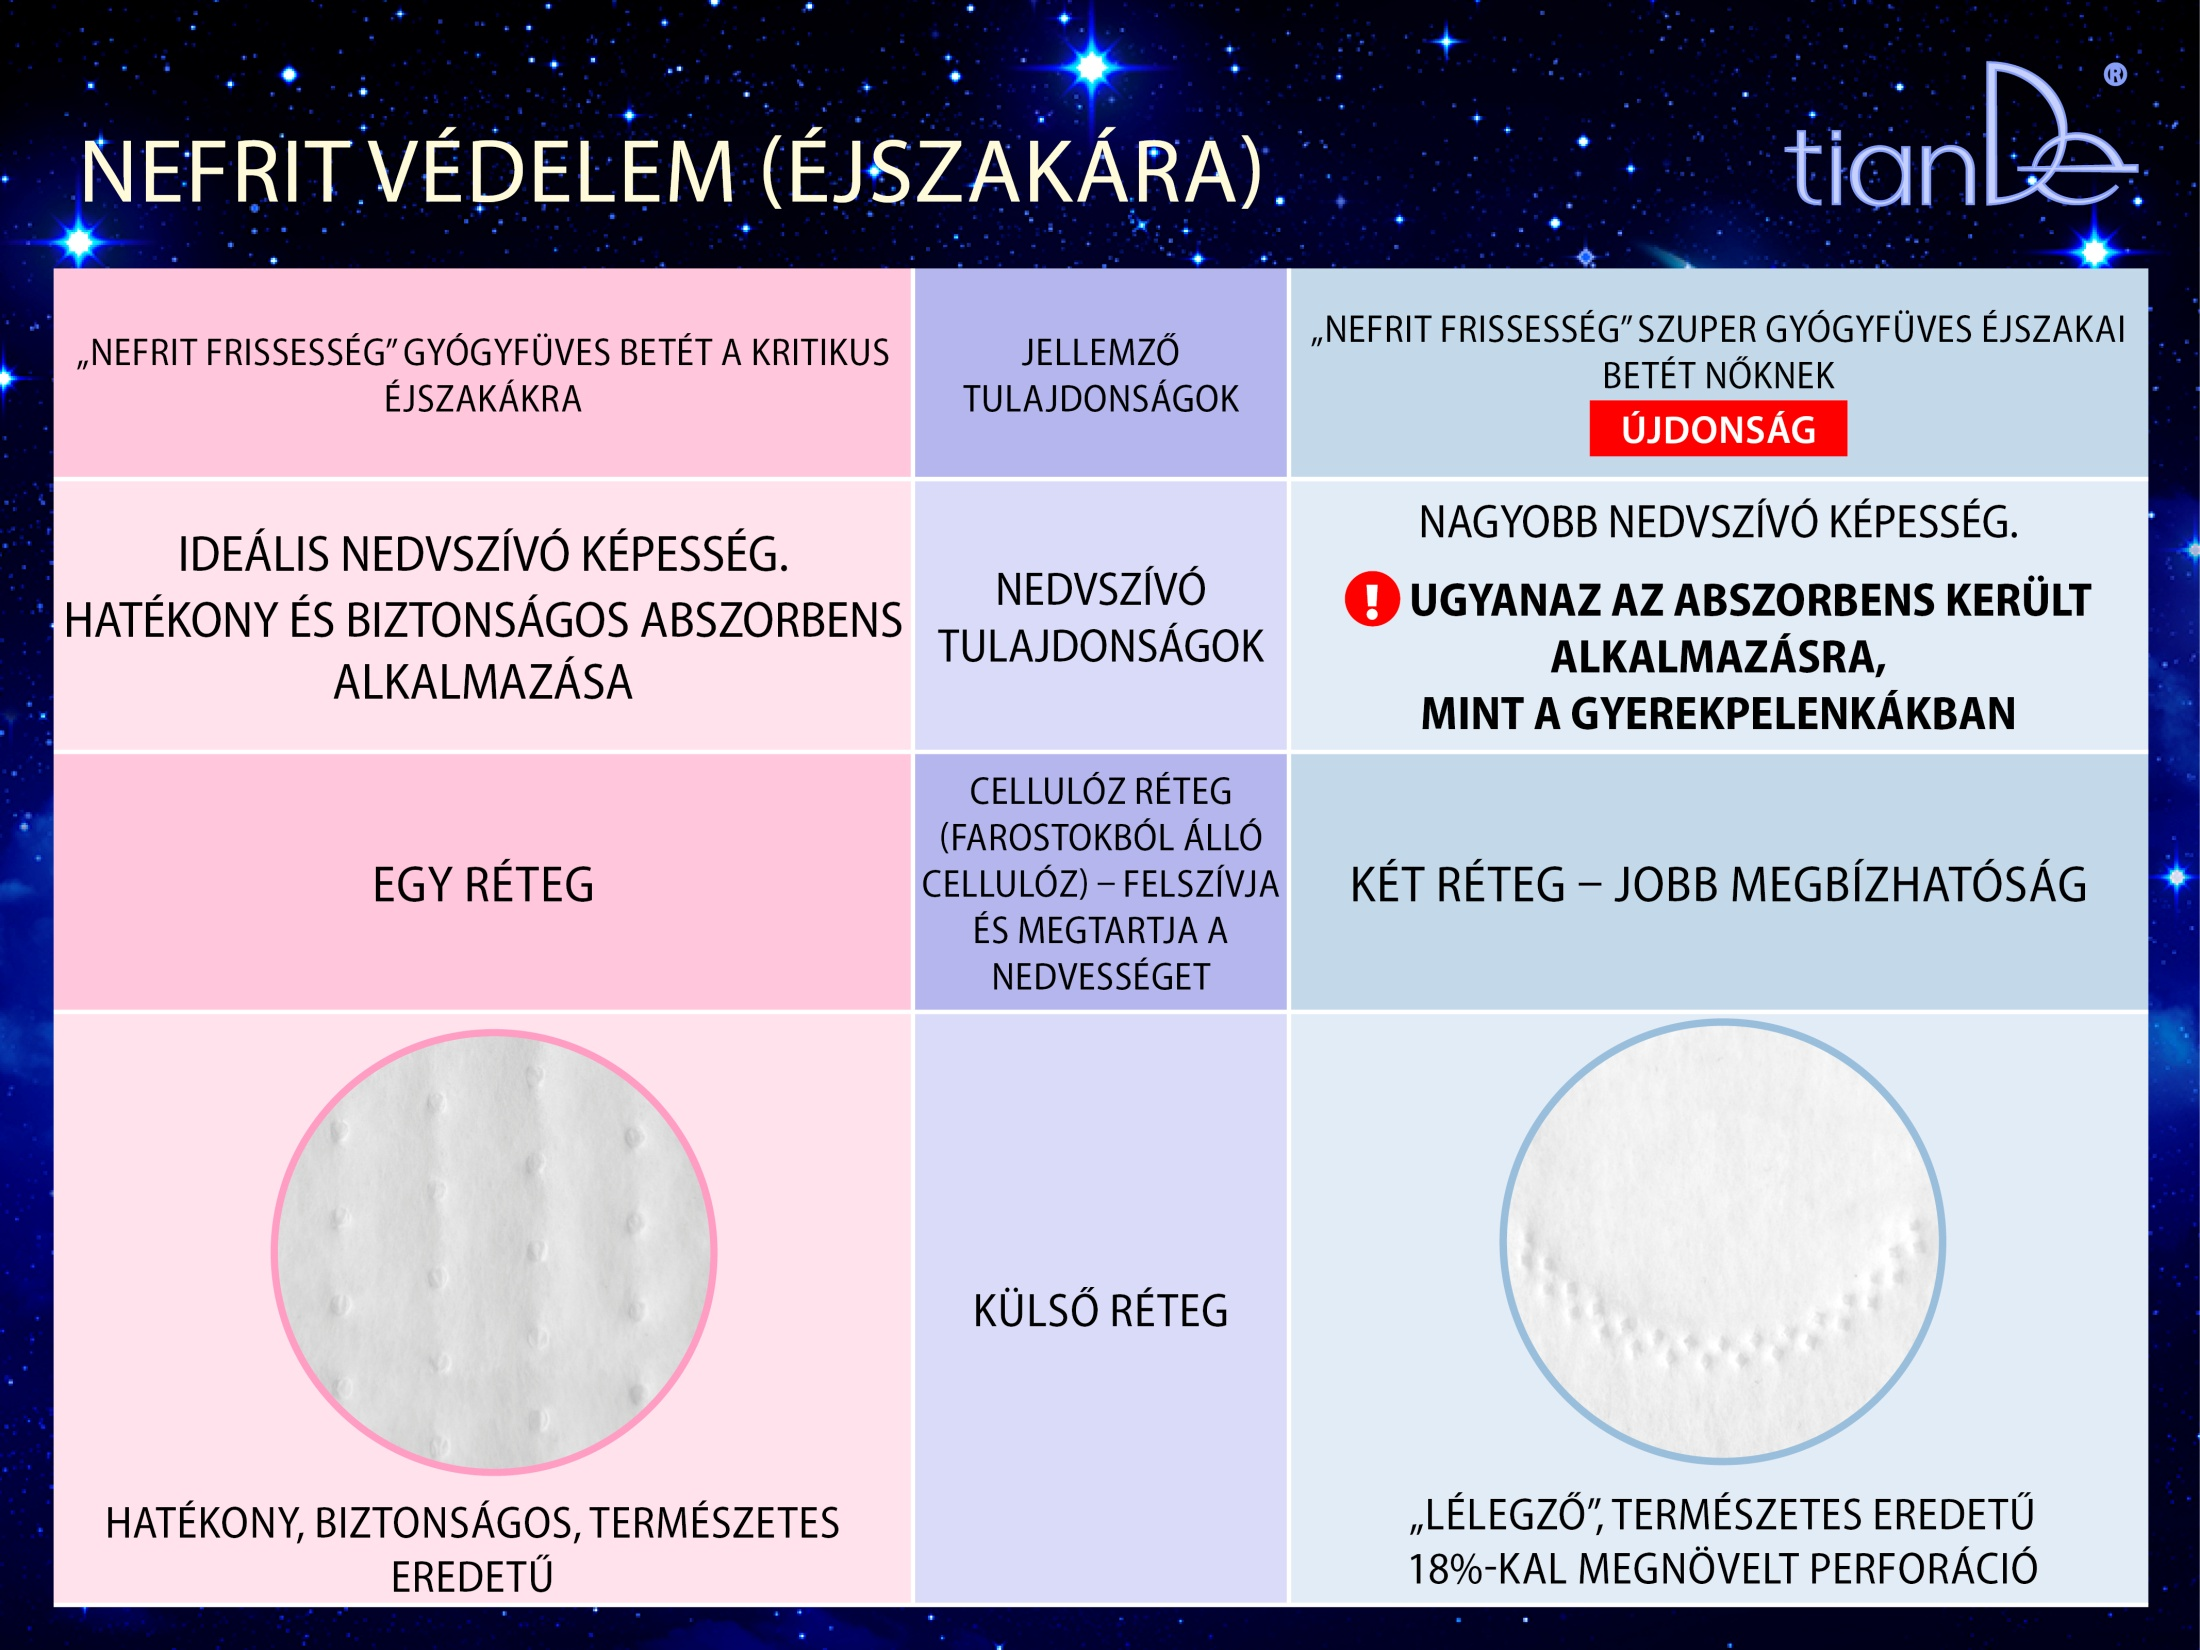 NEFRIT VÉDELEM (ÉJSZAKÁRA)
tianDe®
„NEFRIT FRISSESSÉG” GYÓGYFÜVES BETÉT A KRITIKUS
ÉJSZAKÁKRA
JELLEMZŐ
TULAJDONSÁGOK
„NEFRIT FRISSESSÉG” SZUPER GYÓGYFÜVES ÉJSZAKAI
BETÉT NŐKNEK
ÚJDONSÁG
IDEÁLIS NEDVSZÍVÓ KÉPESSÉG.
HATÉKONY ÉS BIZTONSÁGOS ABSZORBENS
ALKALMAZÁSA
NEDVSZÍVÓ
TULAJDONSÁGOK
NAGYOBB NEDVSZÍVÓ KÉPESSÉG.
! UGYANAZ AZ ABSZORBENS KERÜLT
ALKALMAZÁSRA,
MINT A GYEREKPELENKÁKBAN
EGY RÉTEG
CELLULÓZ RÉTEG
(FAROSTOKBÓL ÁLLÓ
CELLULÓZ) – FELSZÍVJA
ÉS MEGTARTJA A
NEDVESSÉGET
KÉT RÉTEG – JOBB MEGBÍZHATÓSÁG
HATÉKONY, BIZTONSÁGOS, TERMÉSZETES
EREDETŰ
KÜLSŐ RÉTEG
„LÉLEGZŐ”, TERMÉSZETES EREDETŰ
18%-KAL MEGNÖVELT PERFORÁCIÓ